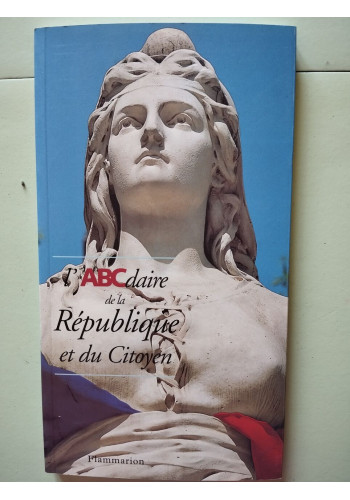 l'ABCdaire
de la
République
et du Citoyen
Flammarion